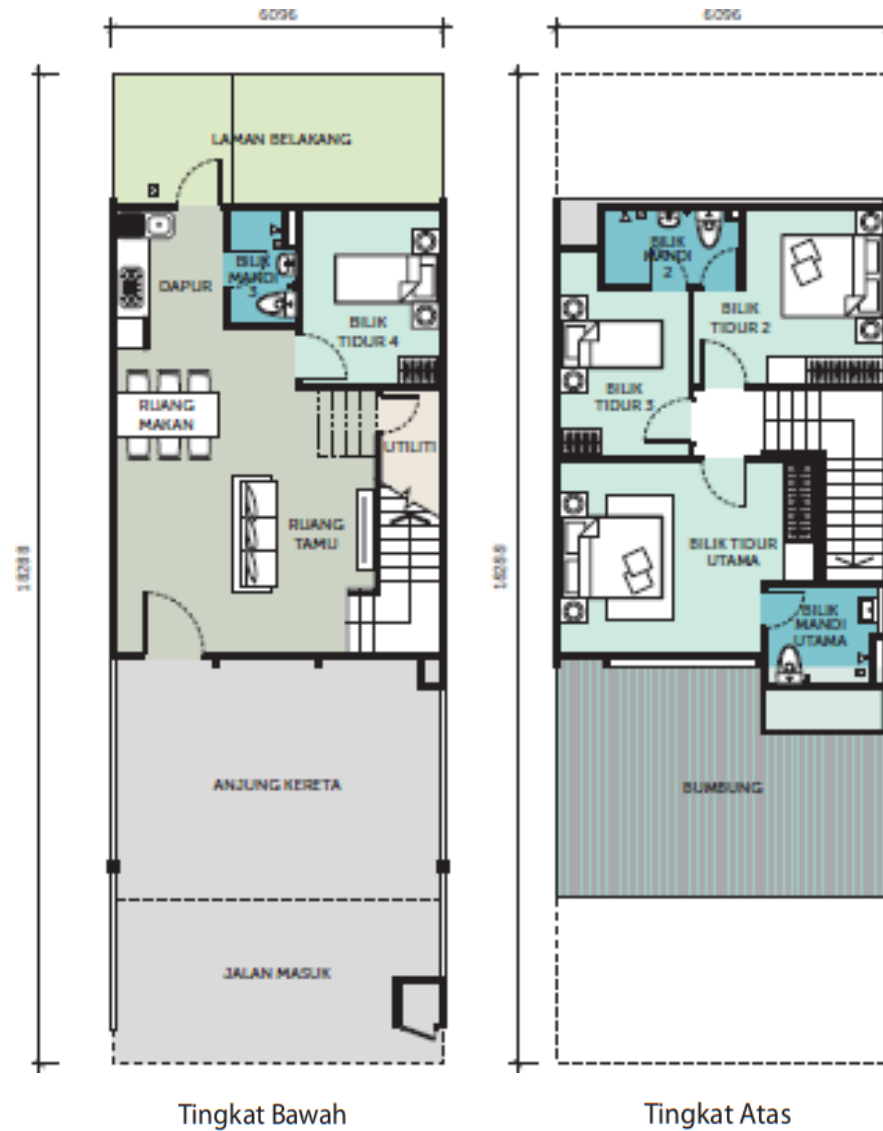 6096
6096
LAMAN BELAKANG
DAPUR
BILIK
MANDI
3
BILIK
TIDUR 4
RUANG
MAKAN
UTILITI
RUANG
TAMU
18288
ANJUNG KERETA
JALAN MASUK
Tingkat Bawah
BILIK
MANDI
2
BILIK
TIDUR 2
BILIK
TIDUR 3
BILIK TIDUR
UTAMA
18288
BILIK
MANDI
UTAMA
BUMBUNG
Tingkat Atas